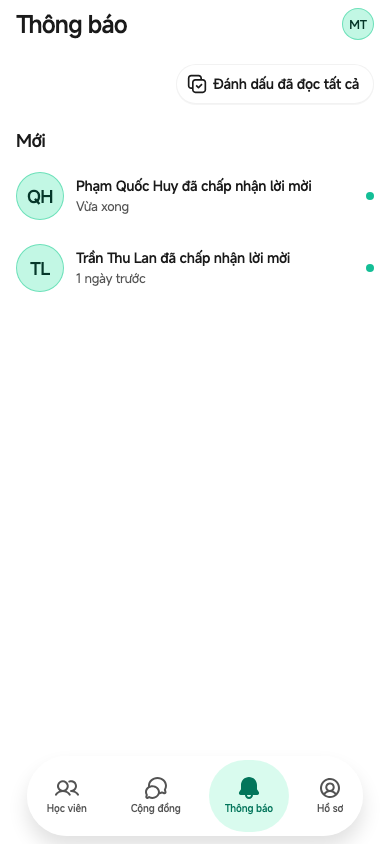 Thông báo
MT
Đánh dấu đã đọc tất cả
Mới
QH
Phạm Quốc Huy đã chấp nhận lời mời
Vừa xong
TL
Trần Thu Lan đã chấp nhận lời mời
1 ngày trước
Học viên
Cộng đồng
Thông báo
Hồ sơ